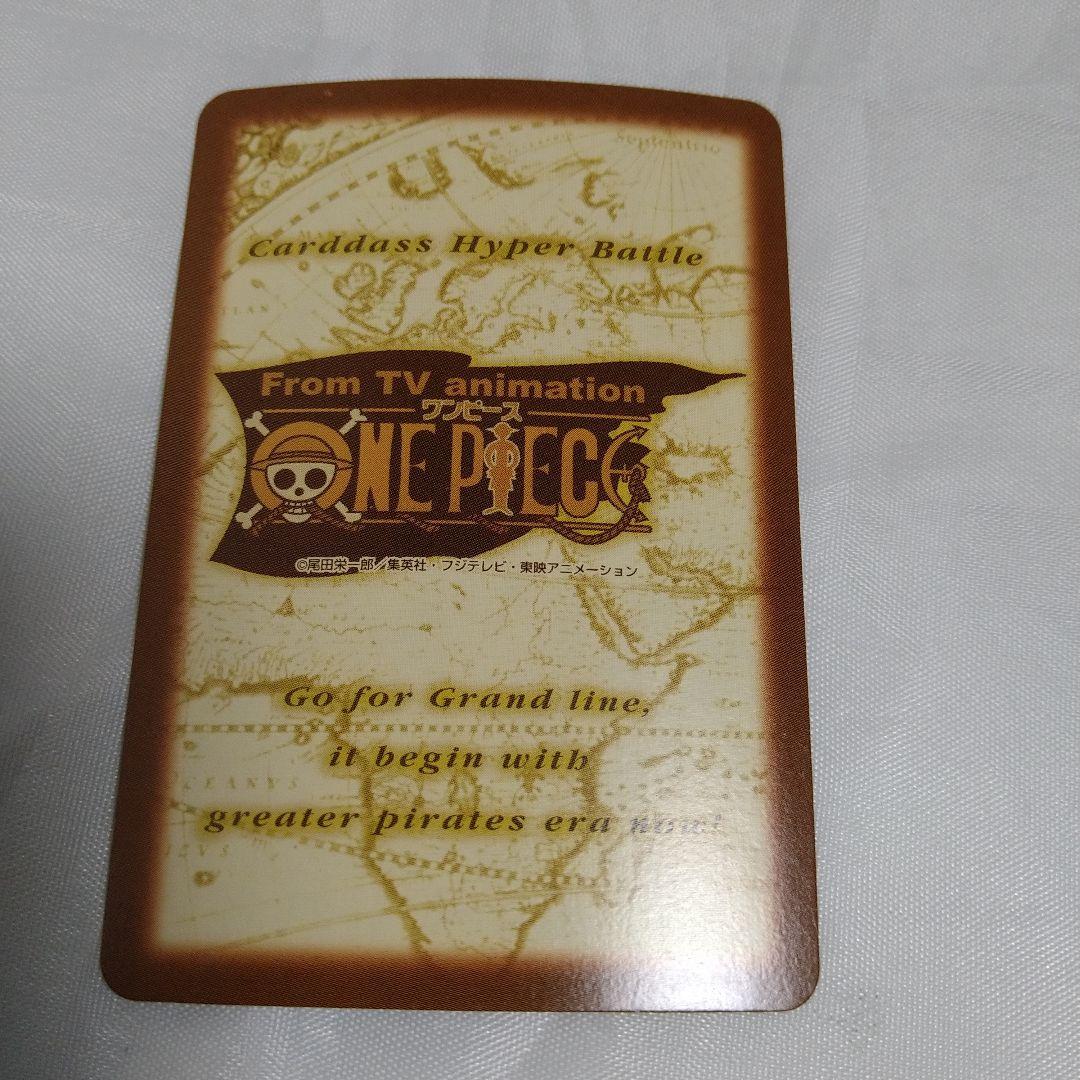 Septentrio
Carddass Hyper Battle
From TV animation
ワンピース
ONE PIECE
©尾田栄一郎／集英社・フジテレビ・東映アニメーション
Go for Grand line,
it begin with
OCEANVS
greater pirates era now!